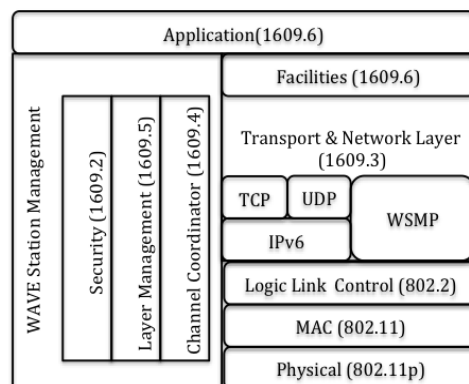 Application(1609.6)
WAVE Station Management
Security (1609.2)
Layer Management (1609.5)
Channel Coordinator (1609.4)
Facilities (1609.6)
Transport & Network Layer
(1609.3)
TCP
UDP
WSMP
IPv6
Logic Link Control (802.2)
MAC (802.11)
Physical (802.11p)